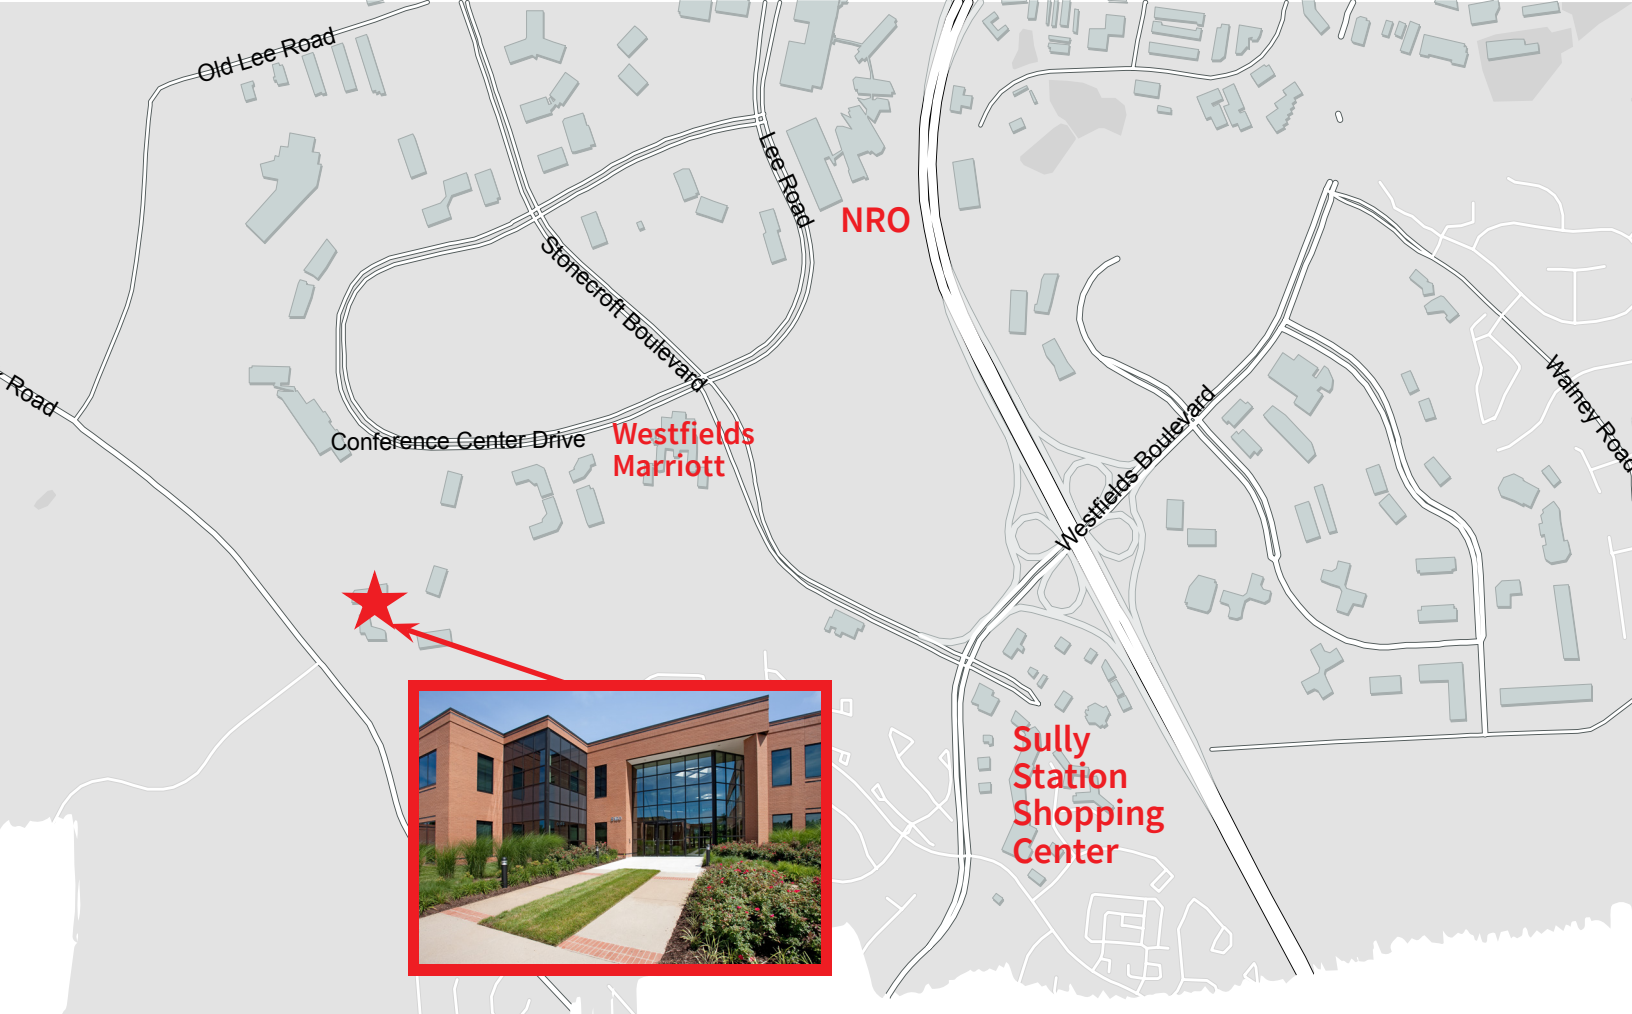 Old Lee Road
Lee Road
NRO
Stonecroft Boulevard
Road
Walney Road
Westfields Boulevard
Conference Center Drive
Westfields
Marriott
Sully
Station
Shopping
Center